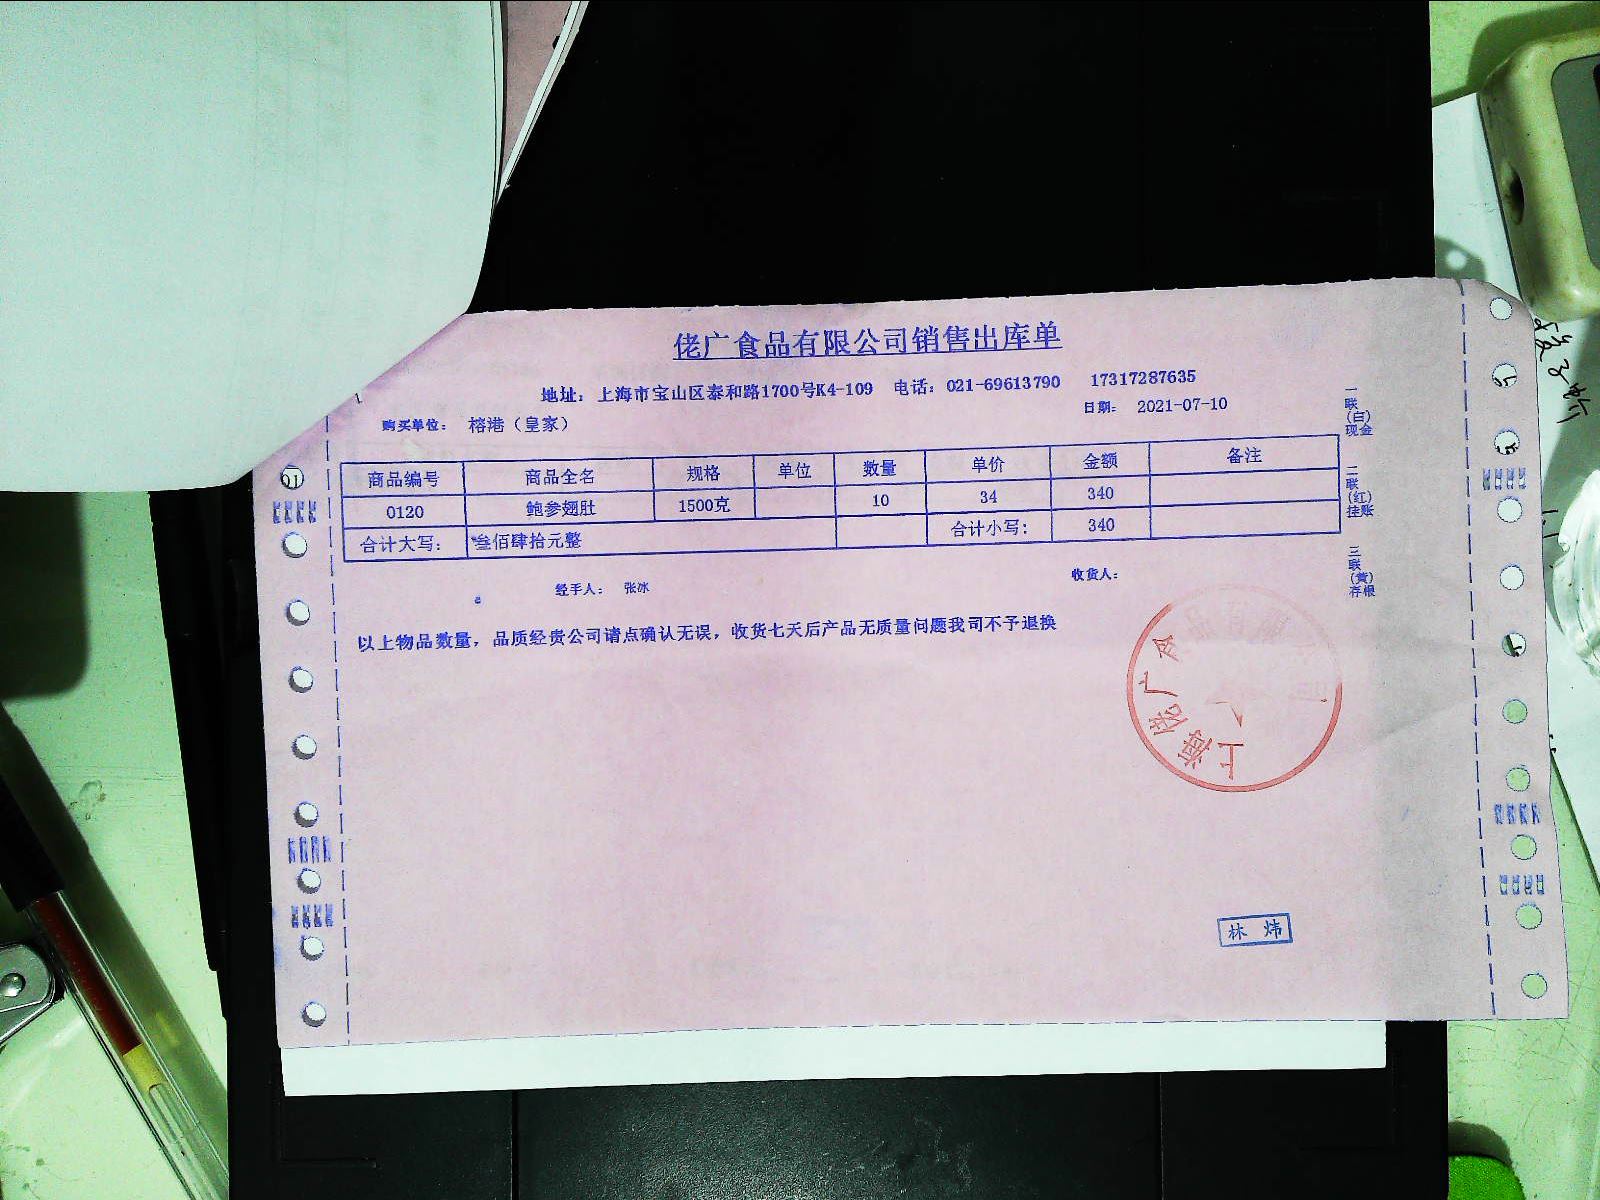 佬广食品有限公司销售出库单
地址：上海市宝山区泰和路1700号K4-109 电话：021-69613790 17317287635
购买单位： 榕港（皇家） 日期： 2021-07-10
商品编号 商品全名 规格 单位 数量 单价 金额 备注
0120 鲍参翅肚 1500克 10 34 340
合计大写： 叁佰肆拾元整 合计小写： 340
经手人： 张冰 收货人：
以上物品数量，品质经贵公司请点确认无误，收货七天后产品无质量问题我司不予退换
一联（白）现金
二联（红）挂账
三联（黄）存根
上海佬广食
林 炜